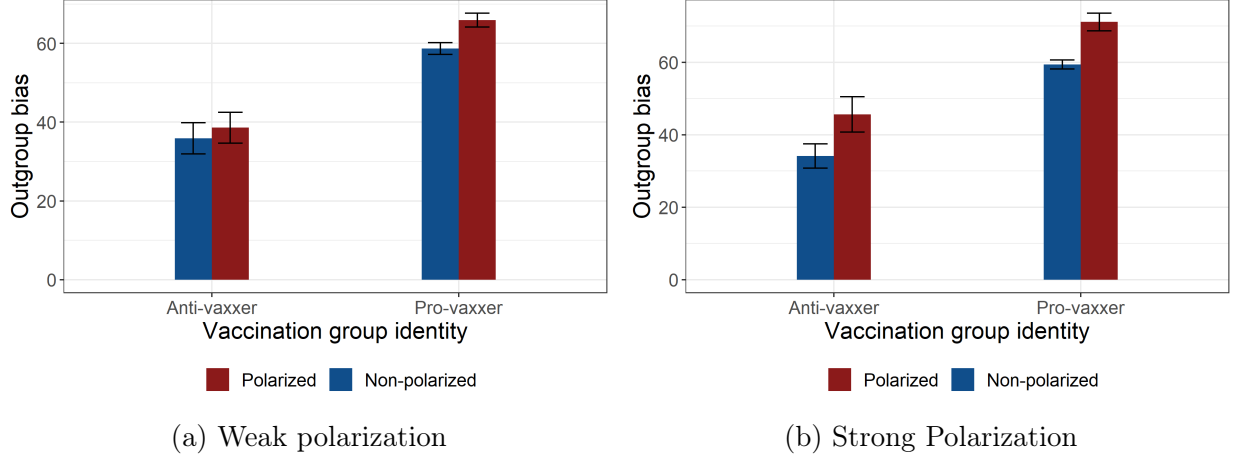 Outgroup bias
60
40
20
0
Anti-vaxxer Pro-vaxxer
Vaccination group identity
Polarized Non-polarized
(a) Weak polarization
Outgroup bias
60
40
20
0
Anti-vaxxer Pro-vaxxer
Vaccination group identity
Polarized Non-polarized
(b) Strong Polarization